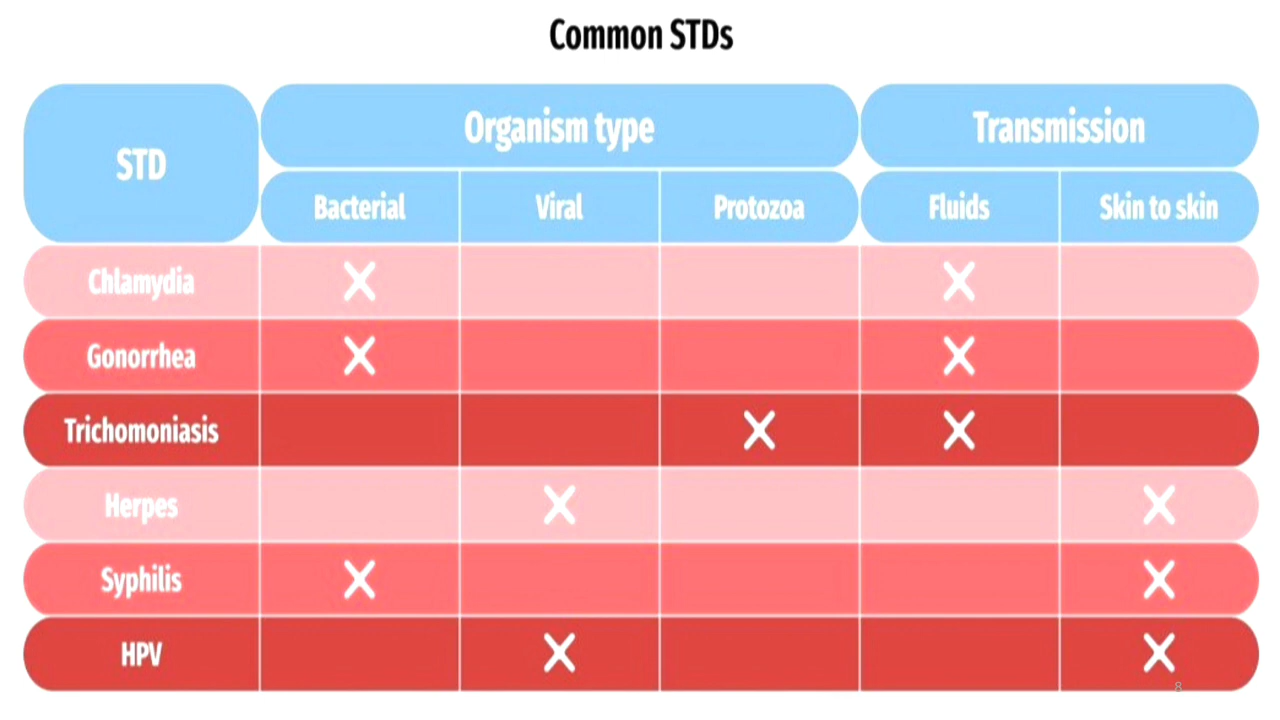 Common STDs
STD
Organism type
Transmission
Bacterial
Viral
Protozoa
Fluids
Skin to skin
Chlamydia
X
X
Gonorrhea
X
X
Trichomoniasis
X
X
Herpes
X
X
Syphilis
X
X
HPV
X
X
8